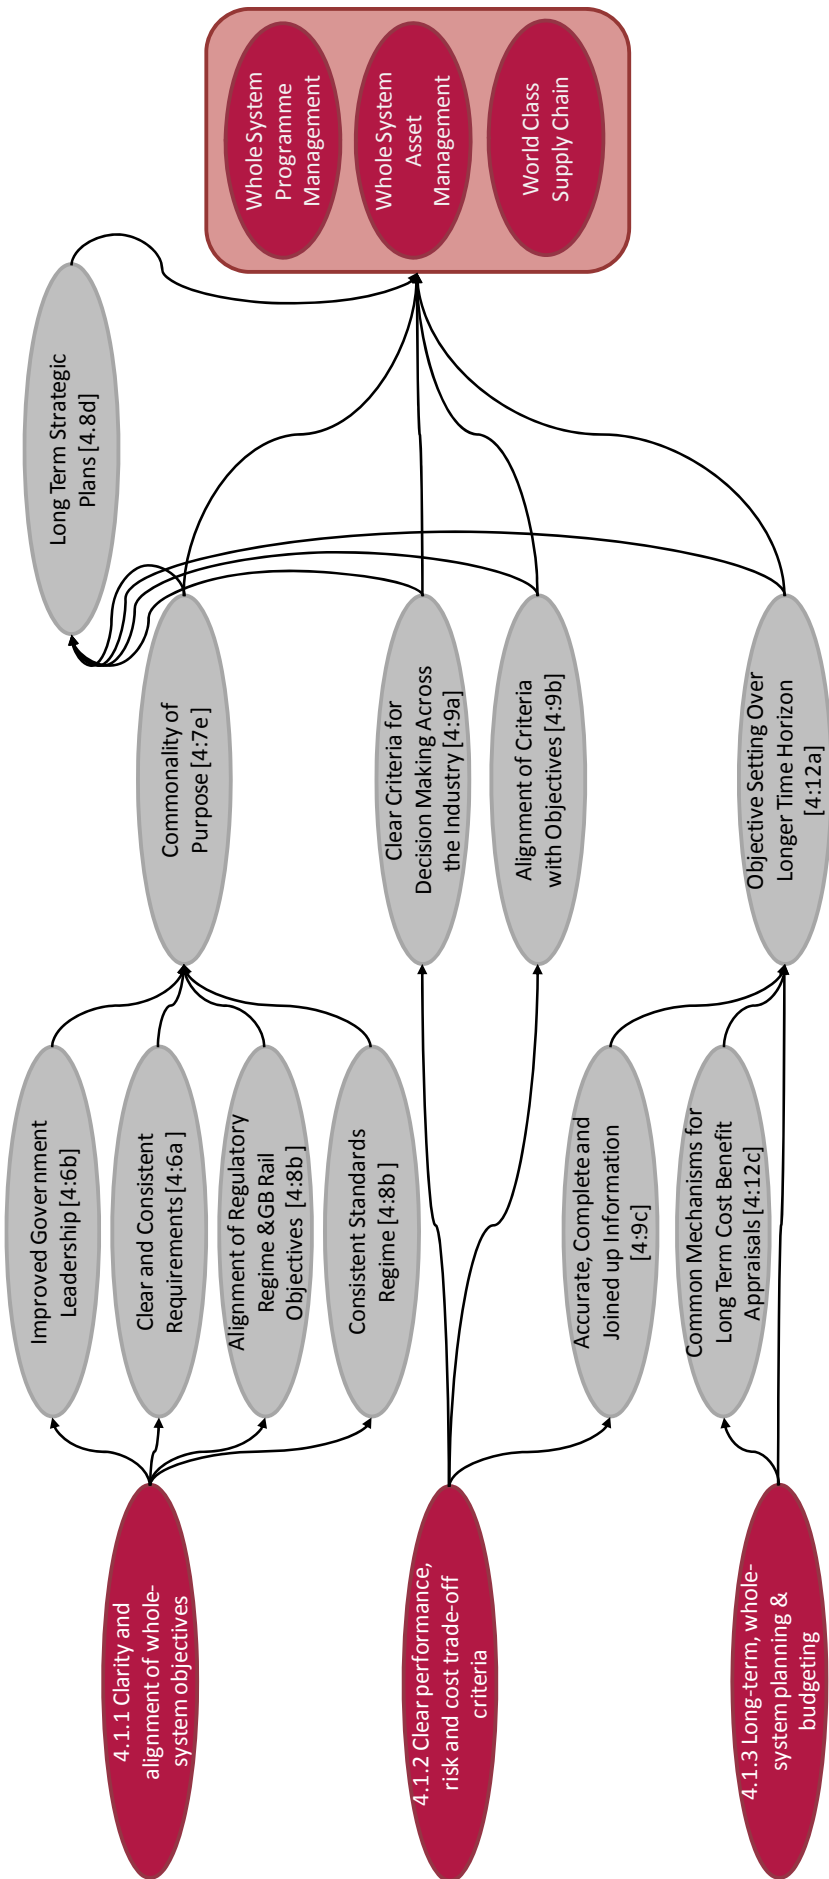 4.1.1 Clarity and
alignment of whole-
system objectives
4.1.2 Clear performance,
risk and cost trade-off
criteria
4.1.3 Long-term, whole-
system planning &
budgeting
Improved Government
Leadership [4:6b]
Clear and Consistent
Requirements [4:6a]
Alignment of Regulatory
Regime &GB Rail
Objectives [4:8b]
Consistent Standards
Regime [4:8b]
Accurate, Complete and
Joined up Information
[4:9c]
Common Mechanisms for
Long Term Cost Benefit
Appraisals [4:12c]
Commonality of
Purpose [4:7e]
Clear Criteria for
Decision Making Across
the Industry [4:9a]
Alignment of Criteria
with Objectives [4:9b]
Objective Setting Over
Longer Time Horizon
[4:12a]
Long Term Strategic
Plans [4.8d]
Whole System
Programme
Management
Whole System
Asset
Management
World Class
Supply Chain